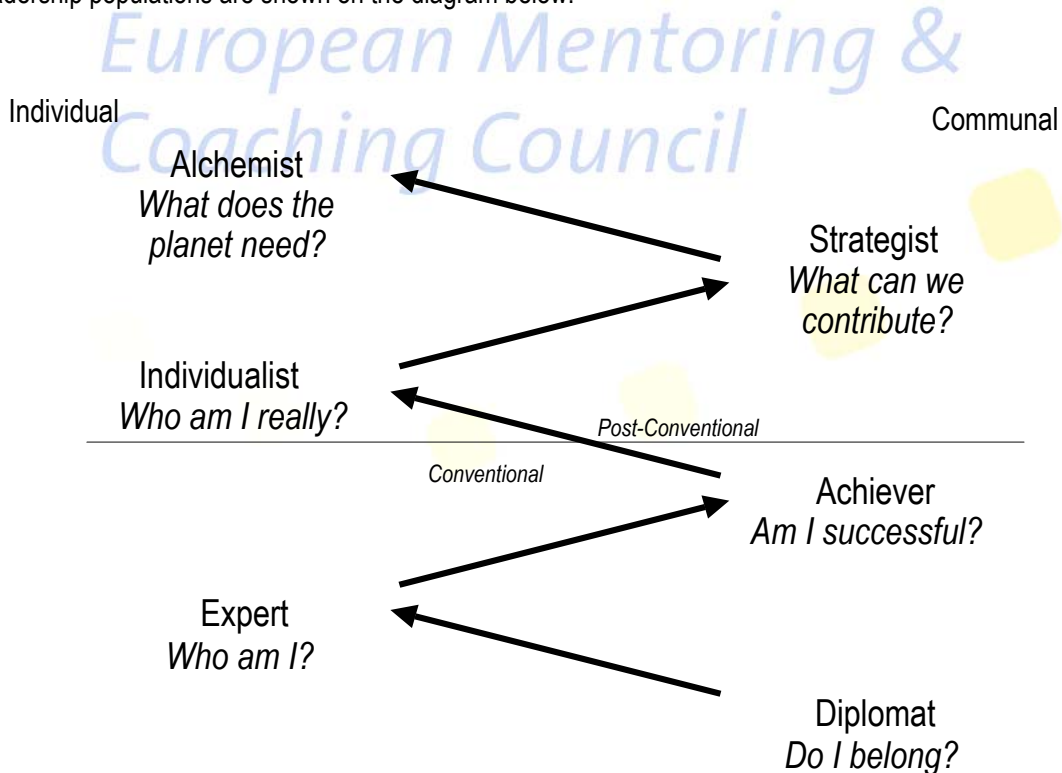 adership populations are shown on the diagram below.
European Mentoring &
Coaching Council
Individual
Communal
Alchemist
What does the
planet need?
Strategist
What can we
contribute?
Individualist
Who am I really?
Post-Conventional
Conventional
Achiever
Am I successful?
Expert
Who am I?
Diplomat
Do I belong?